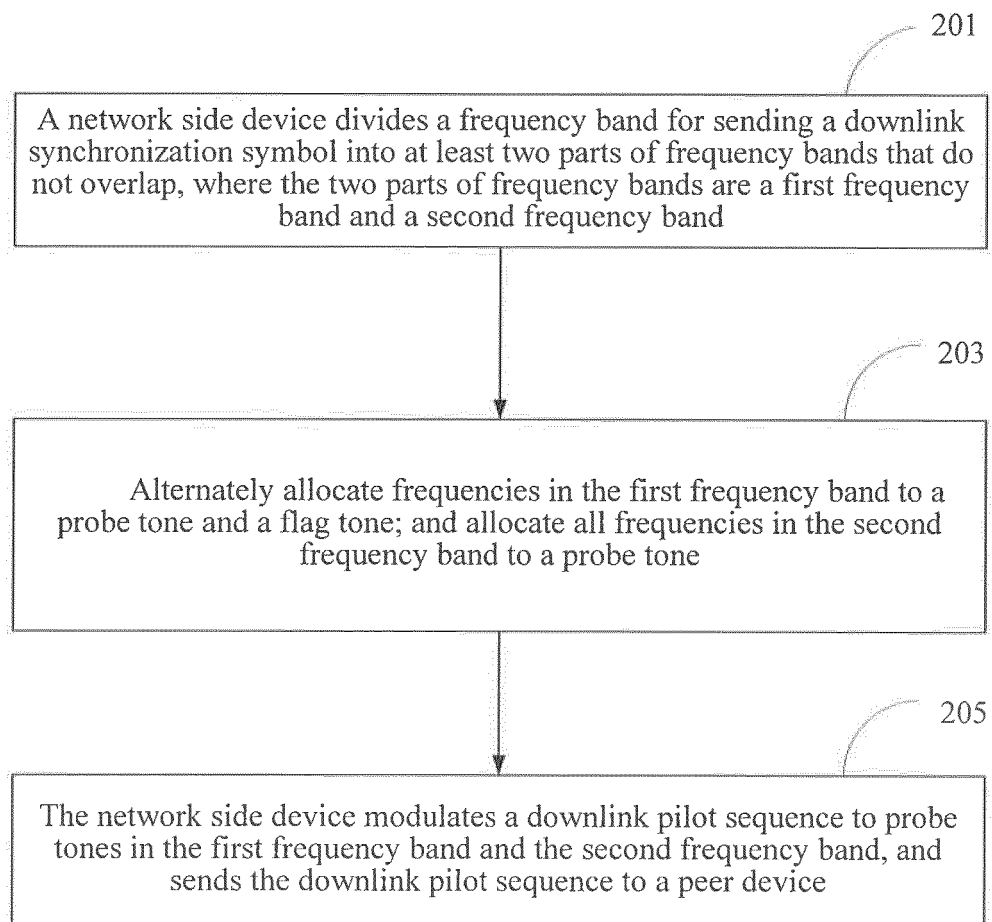 201
A network side device divides a frequency band for sending a downlink
synchronization symbol into at least two parts of frequency bands that do
not overlap, where the two parts of frequency bands are a first frequency
band and a second frequency band
203
Alternately allocate frequencies in the first frequency band to a
probe tone and a flag tone; and allocate all frequencies in the second
frequency band to a probe tone
205
The network side device modulates a downlink pilot sequence to probe
tones in the first frequency band and the second frequency band, and
sends the downlink pilot sequence to a peer device